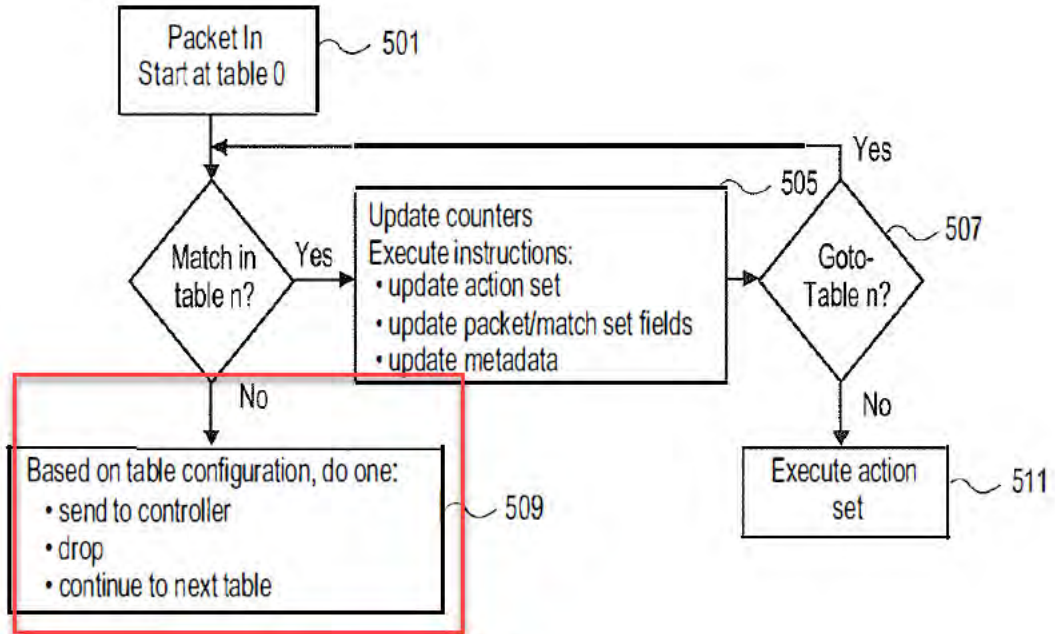 Packet In
Start at table 0
501
Yes
505
Update counters
Execute instructions:
• update action set
• update packet/match set fields
• update metadata
507
Match in
table n?
Yes
Goto-
Table n?
No
No
Based on table configuration, do one:
• send to controller
• drop
• continue to next table
509
Execute action
set
511